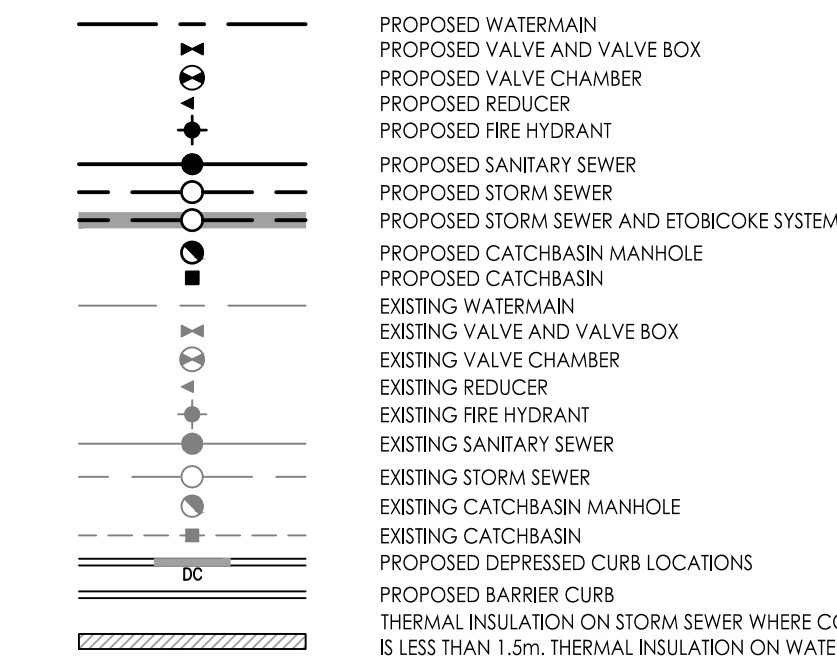 PROPOSED WATERMAIN
PROPOSED VALVE AND VALVE BOX
PROPOSED VALVE CHAMBER
PROPOSED REDUCER
PROPOSED FIRE HYDRANT
PROPOSED SANITARY SEWER
PROPOSED STORM SEWER
PROPOSED STORM SEWER AND ETOBICOKE SYSTEM
PROPOSED CATCHBASIN MANHOLE
PROPOSED CATCHBASIN
EXISTING WATERMAIN
EXISTING VALVE AND VALVE BOX
EXISTING VALVE CHAMBER
EXISTING REDUCER
EXISTING FIRE HYDRANT
EXISTING SANITARY SEWER
EXISTING STORM SEWER
EXISTING CATCHBASIN MANHOLE
EXISTING CATCHBASIN
PROPOSED DEPRESSED CURB LOCATIONS
DC
PROPOSED BARRIER CURB
THERMAL INSULATION ON STORM SEWER WHERE
IS LESS THAN 1.5m. THERMAL INSULATION ON